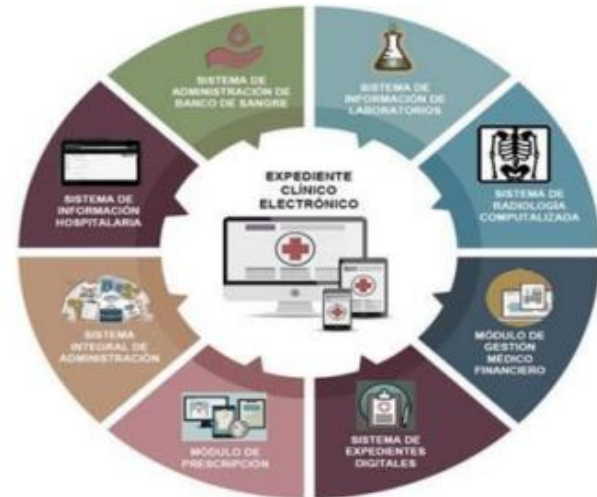 EXPEDIENTE
CLÍNICO
ELECTRÓNICO
SISTEMA DE
ADMINISTRACIÓN DE
BANCO DE SANGRE
SISTEMA DE
INFORMACIÓN DE
LABORATORIOS
SISTEMA DE
RADIOLOGÍA
COMPUTALIZADA
MÓDULO DE
GESTIÓN
MÉDICO
FINANCIERO
SISTEMA DE
EXPEDIENTES
DIGITALES
MÓDULO DE
PRESCRIPCIÓN
SISTEMA
INTEGRAL DE
ADMINISTRACIÓN
SISTEMA DE
INFORMACIÓN
HOSPITALARIA